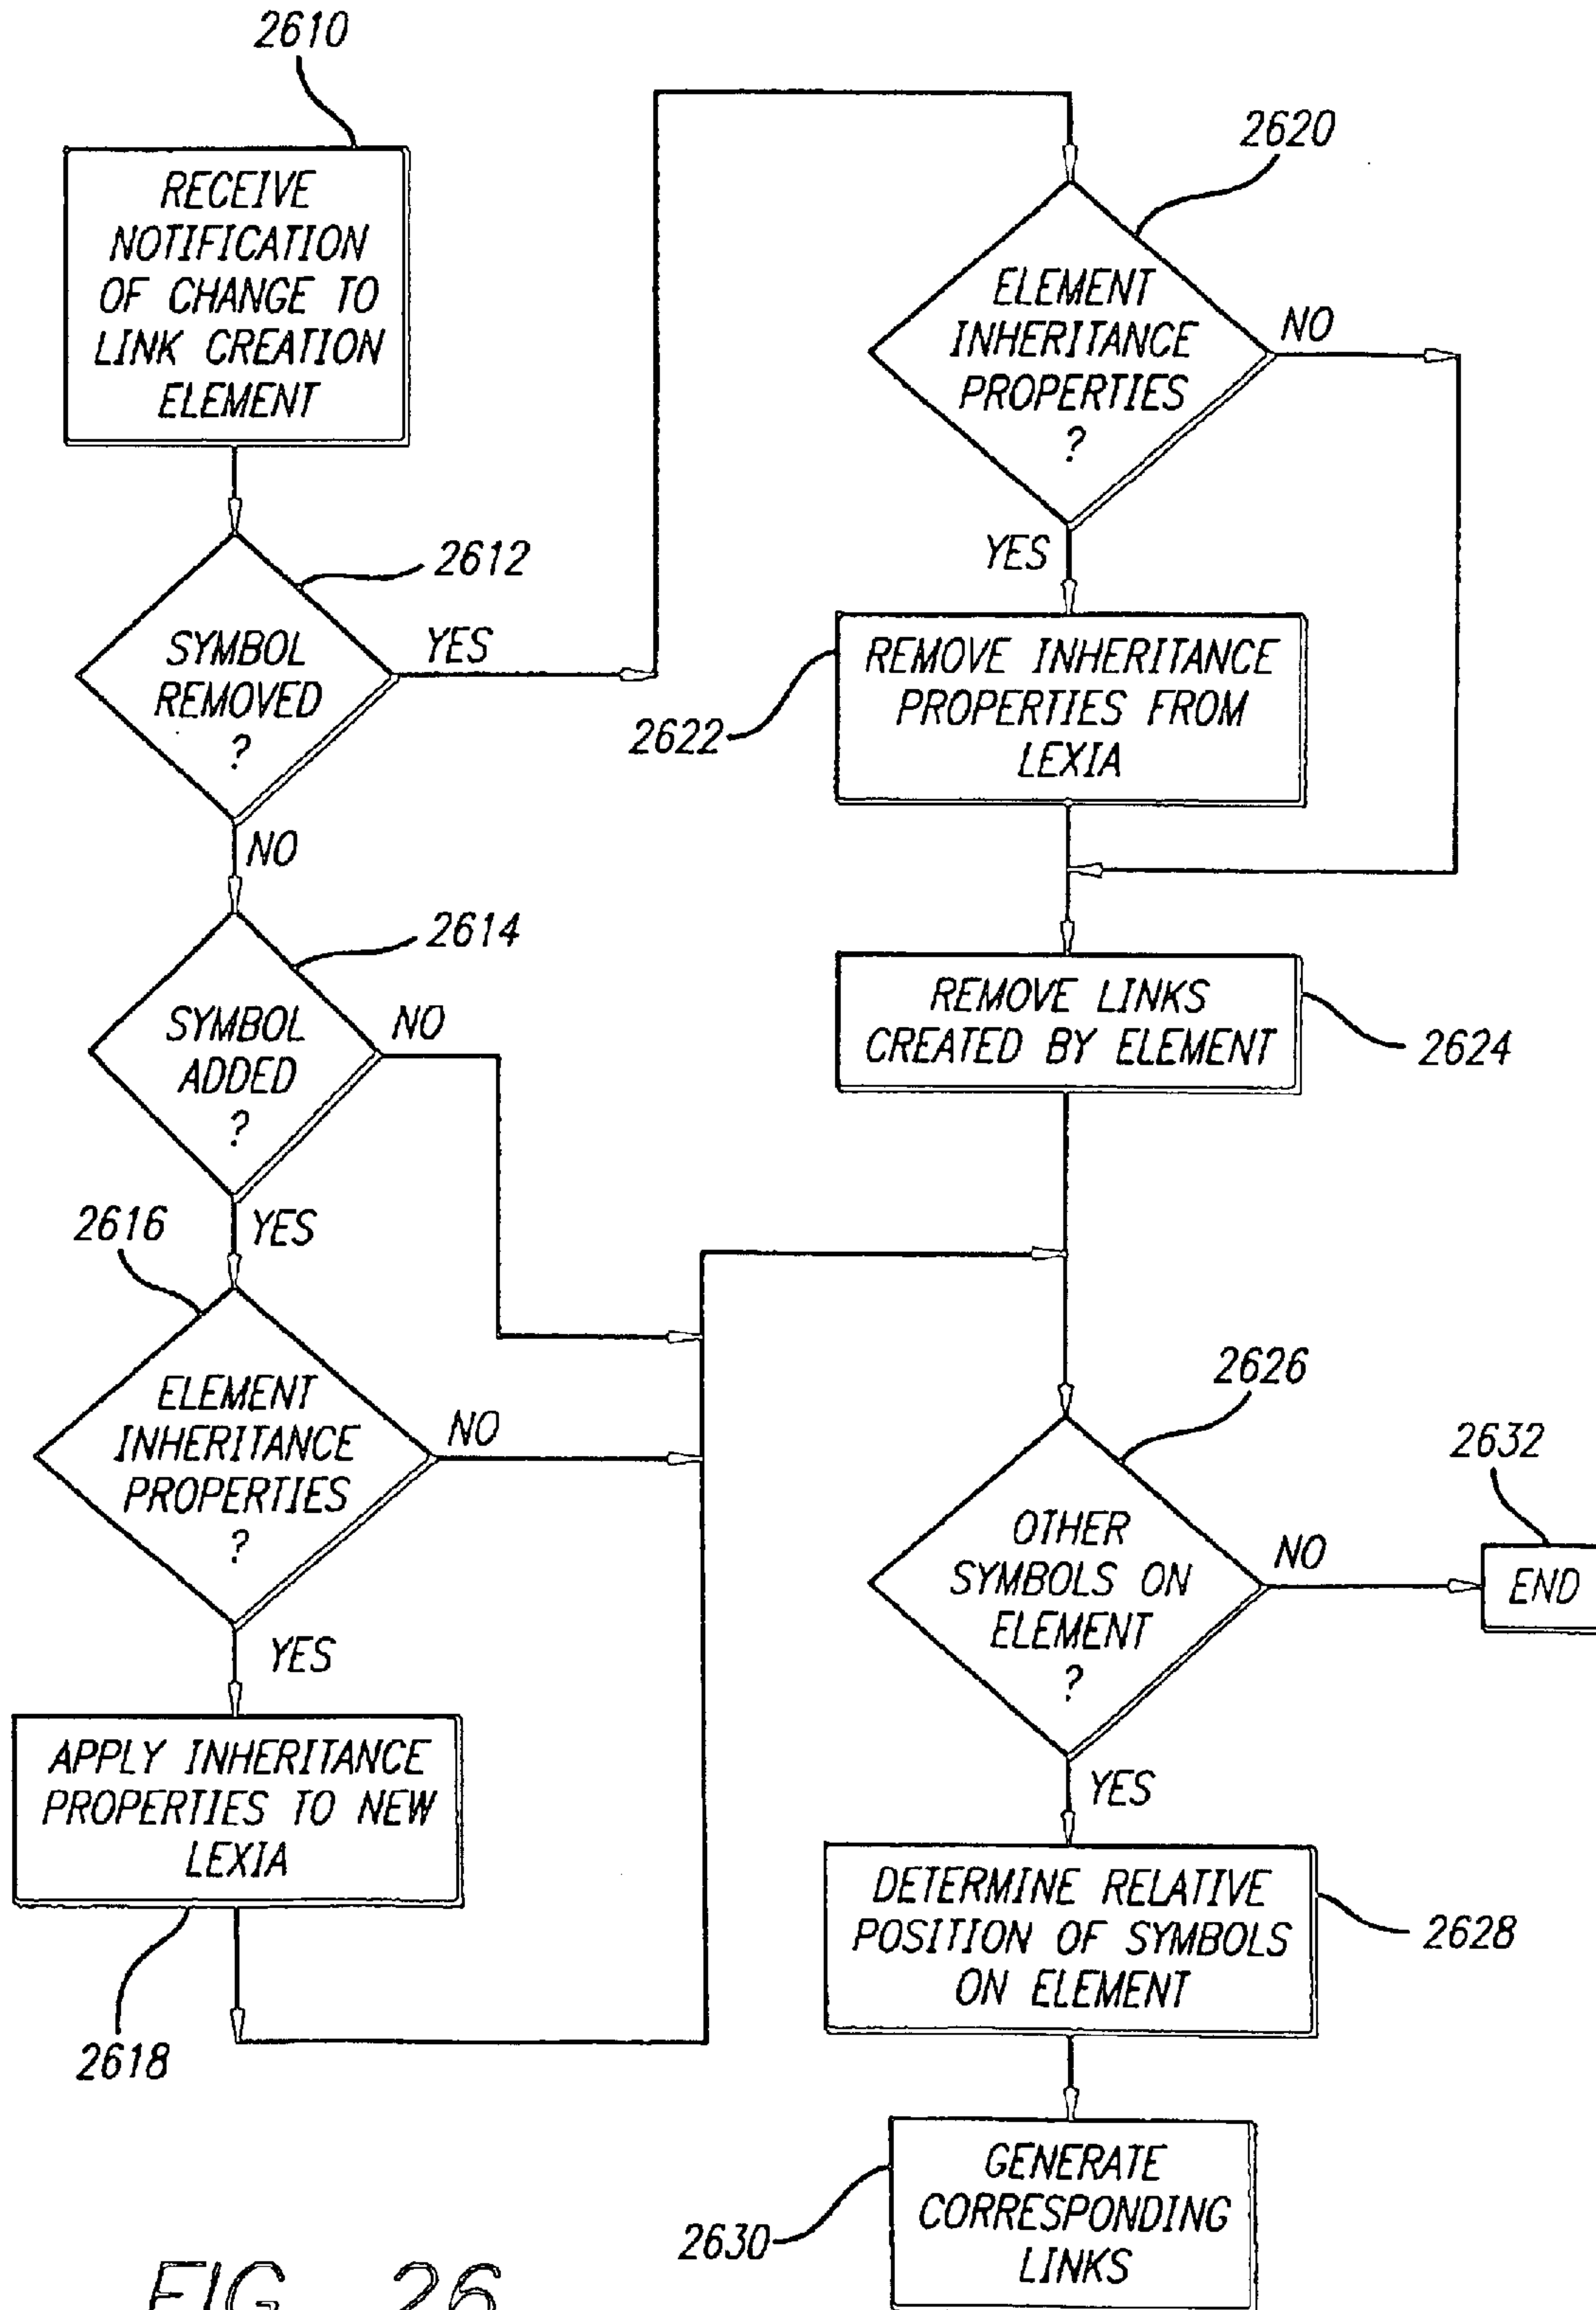 2610
RECEIVE
NOTIFICATION
OF CHANGE TO
LINK CREATION
ELEMENT
2612
SYMBOL
REMOVED
?
YES
NO
2614
SYMBOL
ADDED
?
NO
YES
2616
ELEMENT
INHERITANCE
PROPERTIES
?
NO
YES
APPLY INHERITANCE
PROPERTIES TO NEW
LEXIA
2618
2620
ELEMENT
INHERITANCE
PROPERTIES
?
NO
YES
REMOVE INHERITANCE
PROPERTIES FROM
LEXIA
2622
REMOVE LINKS
CREATED BY ELEMENT
2624
2626
OTHER
SYMBOLS ON
ELEMENT
?
NO
2632
END
YES
DETERMINE RELATIVE
POSITION OF SYMBOLS
ON ELEMENT
2628
GENERATE
CORRESPONDING
LINKS
2630
FIG. 26